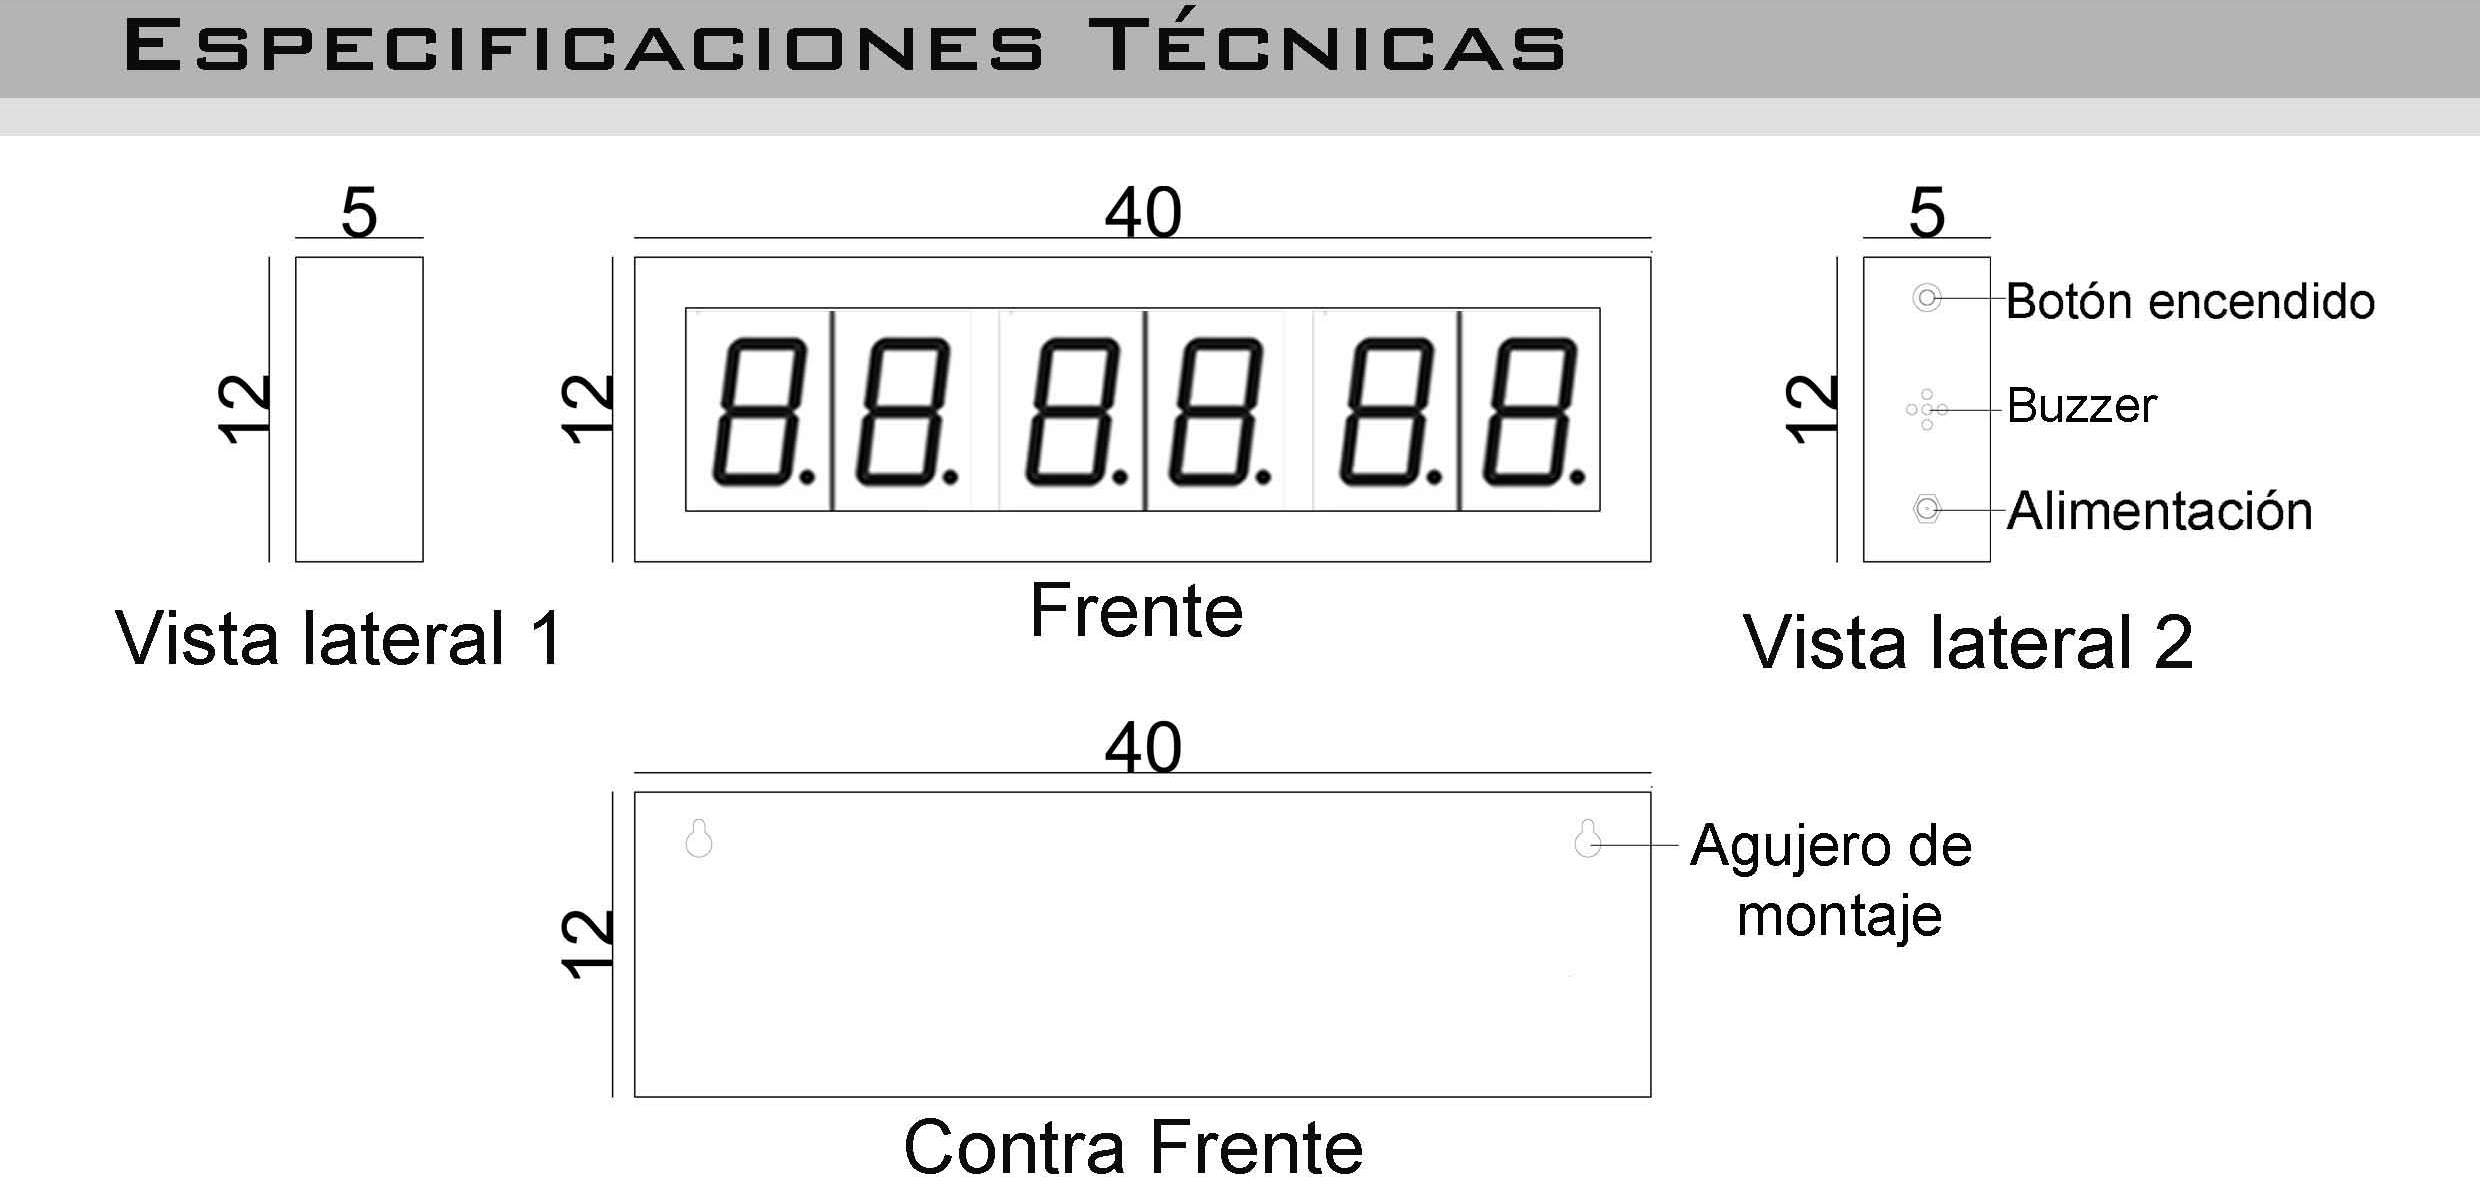 ESPECIFICACIONES TÉCNICAS
5
40
5
12
12
12
8.8. 8.8. 8.8.
Botón encendido
Buzzer
Alimentación
Vista lateral 1
Frente
Vista lateral 2
40
12
Agujero de
montaje
Contra Frente